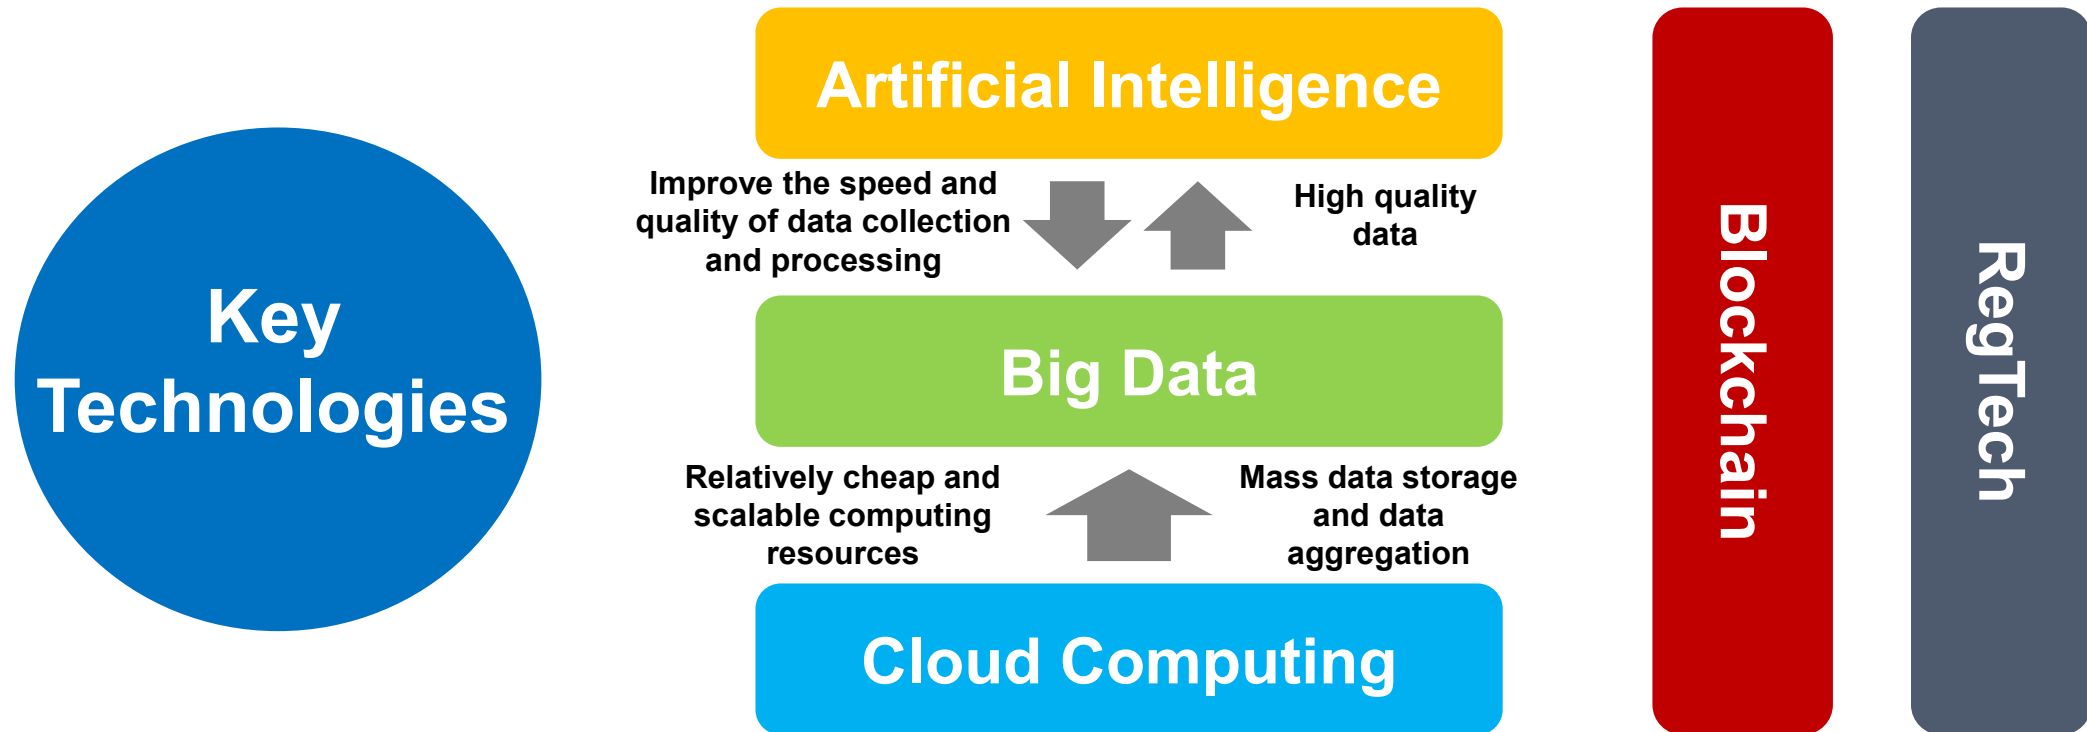 Key
Technologies
Artificial Intelligence
Improve the speed and
quality of data collection
and processing
High quality
data
Big Data
Relatively cheap and
scalable computing
resources
Mass data storage
and data
aggregation
Cloud Computing
Blockchain
RegTech